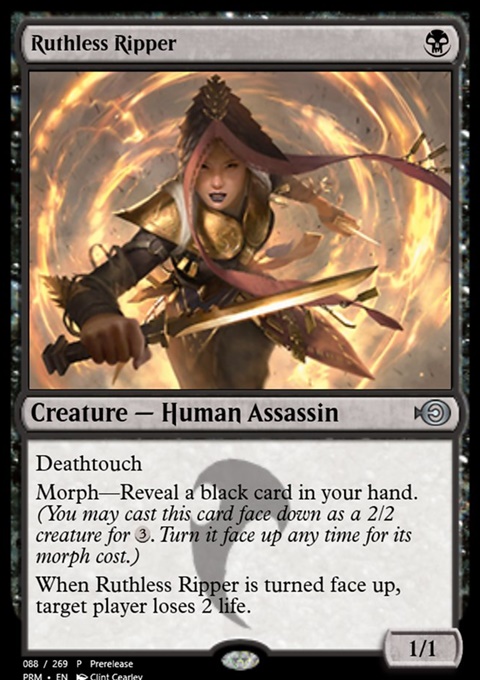 Ruthless Ripper
Creature — Human Assassin
Deathtouch
Morph—Reveal a black card in your hand.
(You may cast this card face down as a 2/2
creature for 3. Turn it face up any time for its
morph cost.)
When Ruthless Ripper is turned face up,
target player loses 2 life.
1/1
088 / 269 P Prerelease
PRM • EN Clint Cearley